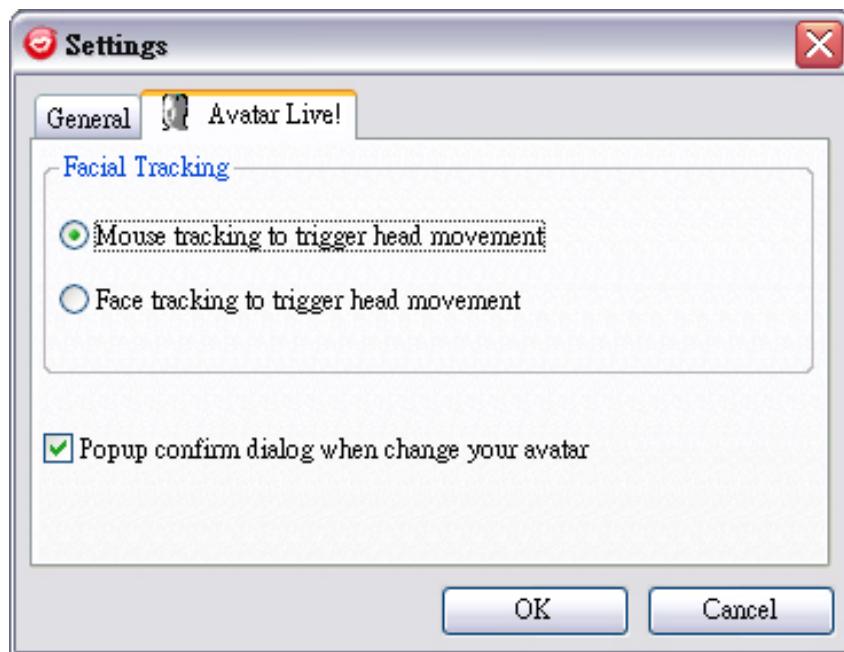 Settings
General
Avatar Live!
Facial Tracking
Mouse tracking to trigger head movement
Face tracking to trigger head movement
Popup confirm dialog when change your avatar
OK
Cancel